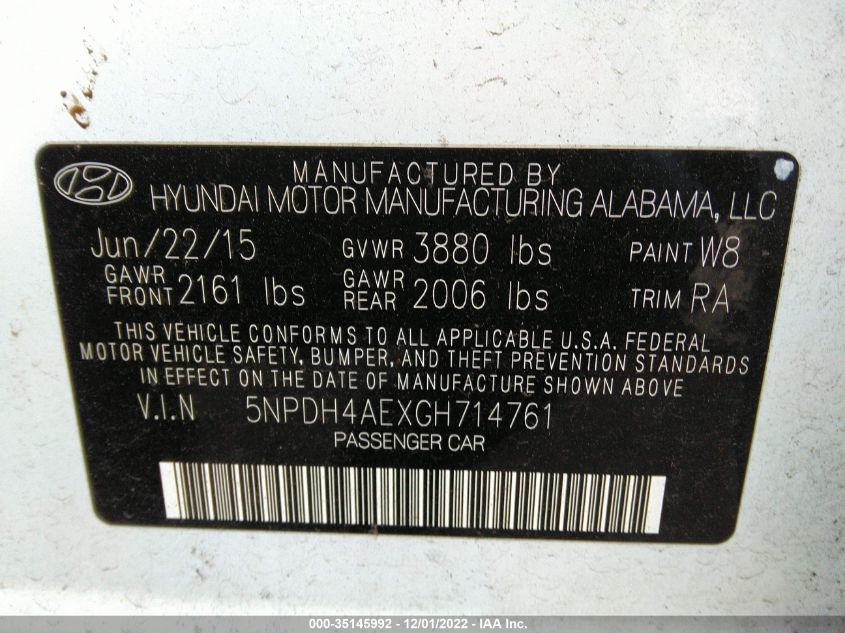 MANUFACTURED BY
HYUNDAI MOTOR MANUFACTURING ALABAMA, LLC
Jun/22/15 GVWR 3880 lbs PAINT W8
GAWR FRONT 2161 lbs GAWR REAR 2006 lbs TRIM RA
THIS VEHICLE CONFORMS TO ALL APPLICABLE U.S.A. FEDERAL
MOTOR VEHICLE SAFETY, BUMPER, AND THEFT PREVENTION STANDARDS
IN EFFECT ON THE DATE OF MANUFACTURE SHOWN ABOVE
V.I.N 5NPDH4AEXGH714761
PASSENGER CAR
000-35145992 - 12/01/2022 - IAA Inc.